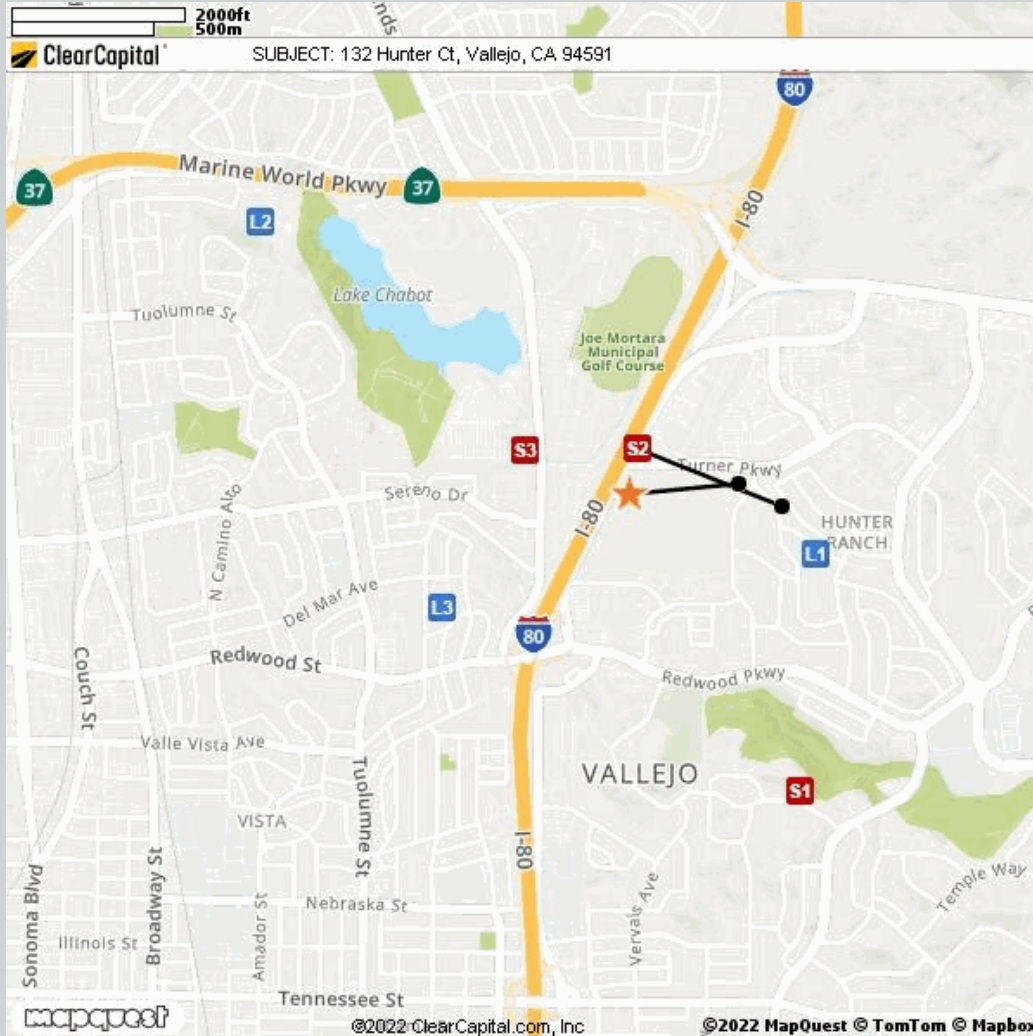 2000ft
500m
ClearCapital
SUBJECT: 132 Hunter Ct, Vallejo, CA 94591
80
Marine World Pkwy
37
37
I-80
L2
Lake Chabot
Tuolumne St
Joe Mortara
Municipal
Golf Course
S3
S2
Turner Pkwy
Sereno Dr
I-80
HUNTER
RANCH
N Camino Alto
L1
Del Mar Ave
L3
80
Redwood St
Redwood Pkwy
Couch St
Valle Vista Ave
VALLEJO
S1
Tuolumne St
VISTA
I-80
Sonoma Blvd
Broadway St
Amador St
Nebraska St
Vervais Ave
Temple Way
Illinois St
Tennessee St
mapquest
©2022 ClearCapital.com, Inc
©2022 MapQuest © TomTom © Mapbo